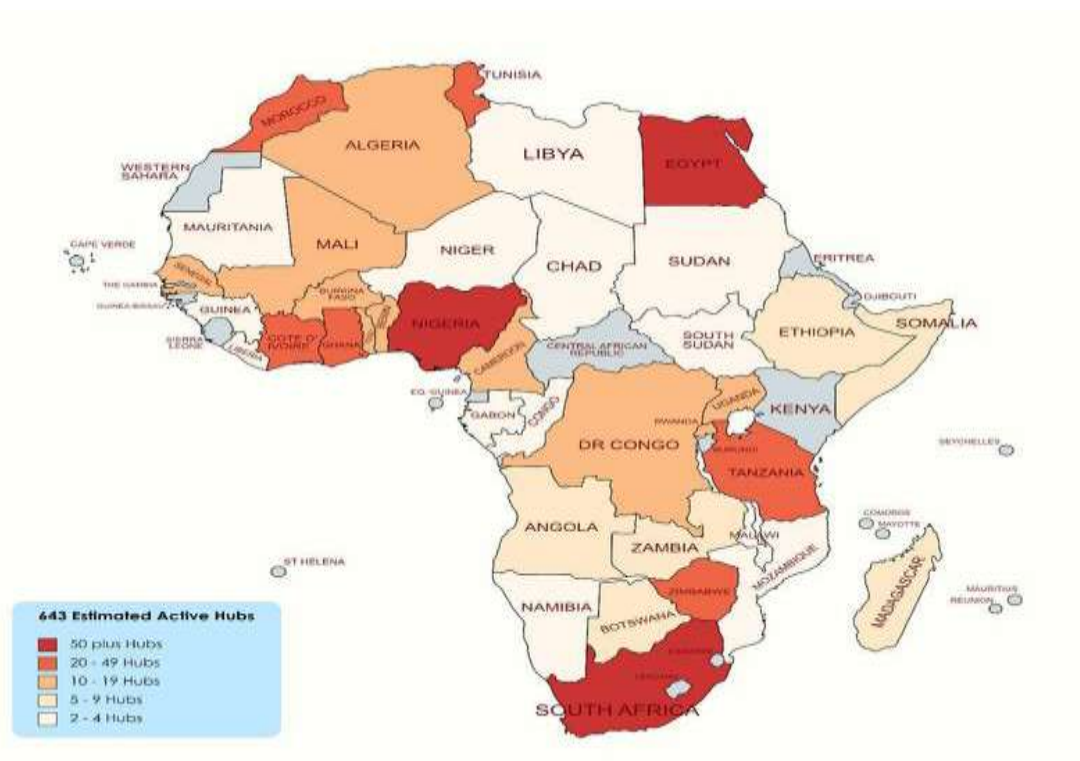 TUNISIA
MOROCCO
ALGERIA
LIBYA
EGYPT
WESTERN
SAHARA
MAURITANIA
MALI
NIGER
CHAD
SUDAN
ERITREA
CAPE VERDE
SENEGAL
THE GAMBIA
GUINEA-BISSAU
BURKINA
FASO
DJIBOUTI
GUINEA
NIGERIA
SOMALIA
SIERRA
LEONE
COTE D'
IVOIRE
GHANA
ETHIOPIA
SOUTH
SUDAN
LIBERIA
CENTRAL AFRICAN
REPUBLIC
CAMEROON
EQ. GUINEA
GABON
CONGO
UGANDA
KENYA
RWANDA
DR CONGO
BURUNDI
SEYCHELLES
TANZANIA
COMOROS
MAYOTTE
ANGOLA
MALAWI
ZAMBIA
MOZAMBIQUE
ST HELENA
MADAGASCAR
ZIMBABWE
MAURITIUS
REUNION
NAMIBIA
BOTSWANA
SOUTH AFRICA
643 Estimated Active Hubs
50 plus Hubs
20 - 49 Hubs
10 - 19 Hubs
5 - 9 Hubs
2 - 4 Hubs